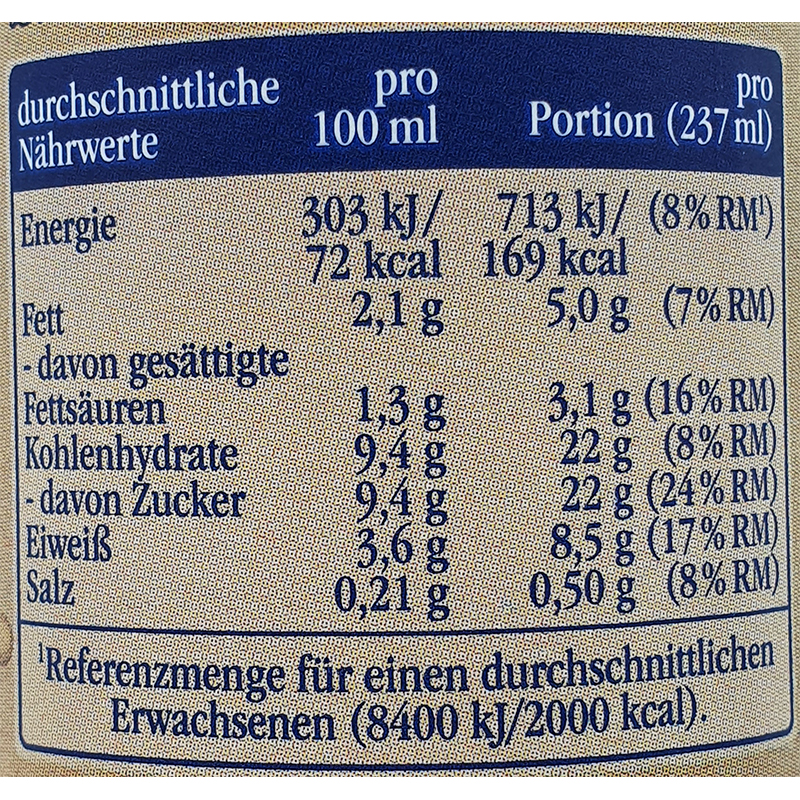 durchschnittliche Nährwerte pro 100 ml pro Portion (237 ml)
Energie 303 kJ/ 713 kJ/ (8% RM¹)
72 kcal 169 kcal
Fett 2,1 g 5,0 g (7% RM)
- davon gesättigte
Fettsäuren 1,3 g 3,1 g (16% RM)
Kohlenhydrate 9,4 g 22 g (8% RM)
- davon Zucker 9,4 g 22 g (24% RM)
Eiweiß 3,6 g 8,5 g (17% RM)
Salz 0,21 g 0,50 g (8% RM)
¹Referenzmenge für einen durchschnittlichen
Erwachsenen (8400 kJ/2000 kcal).